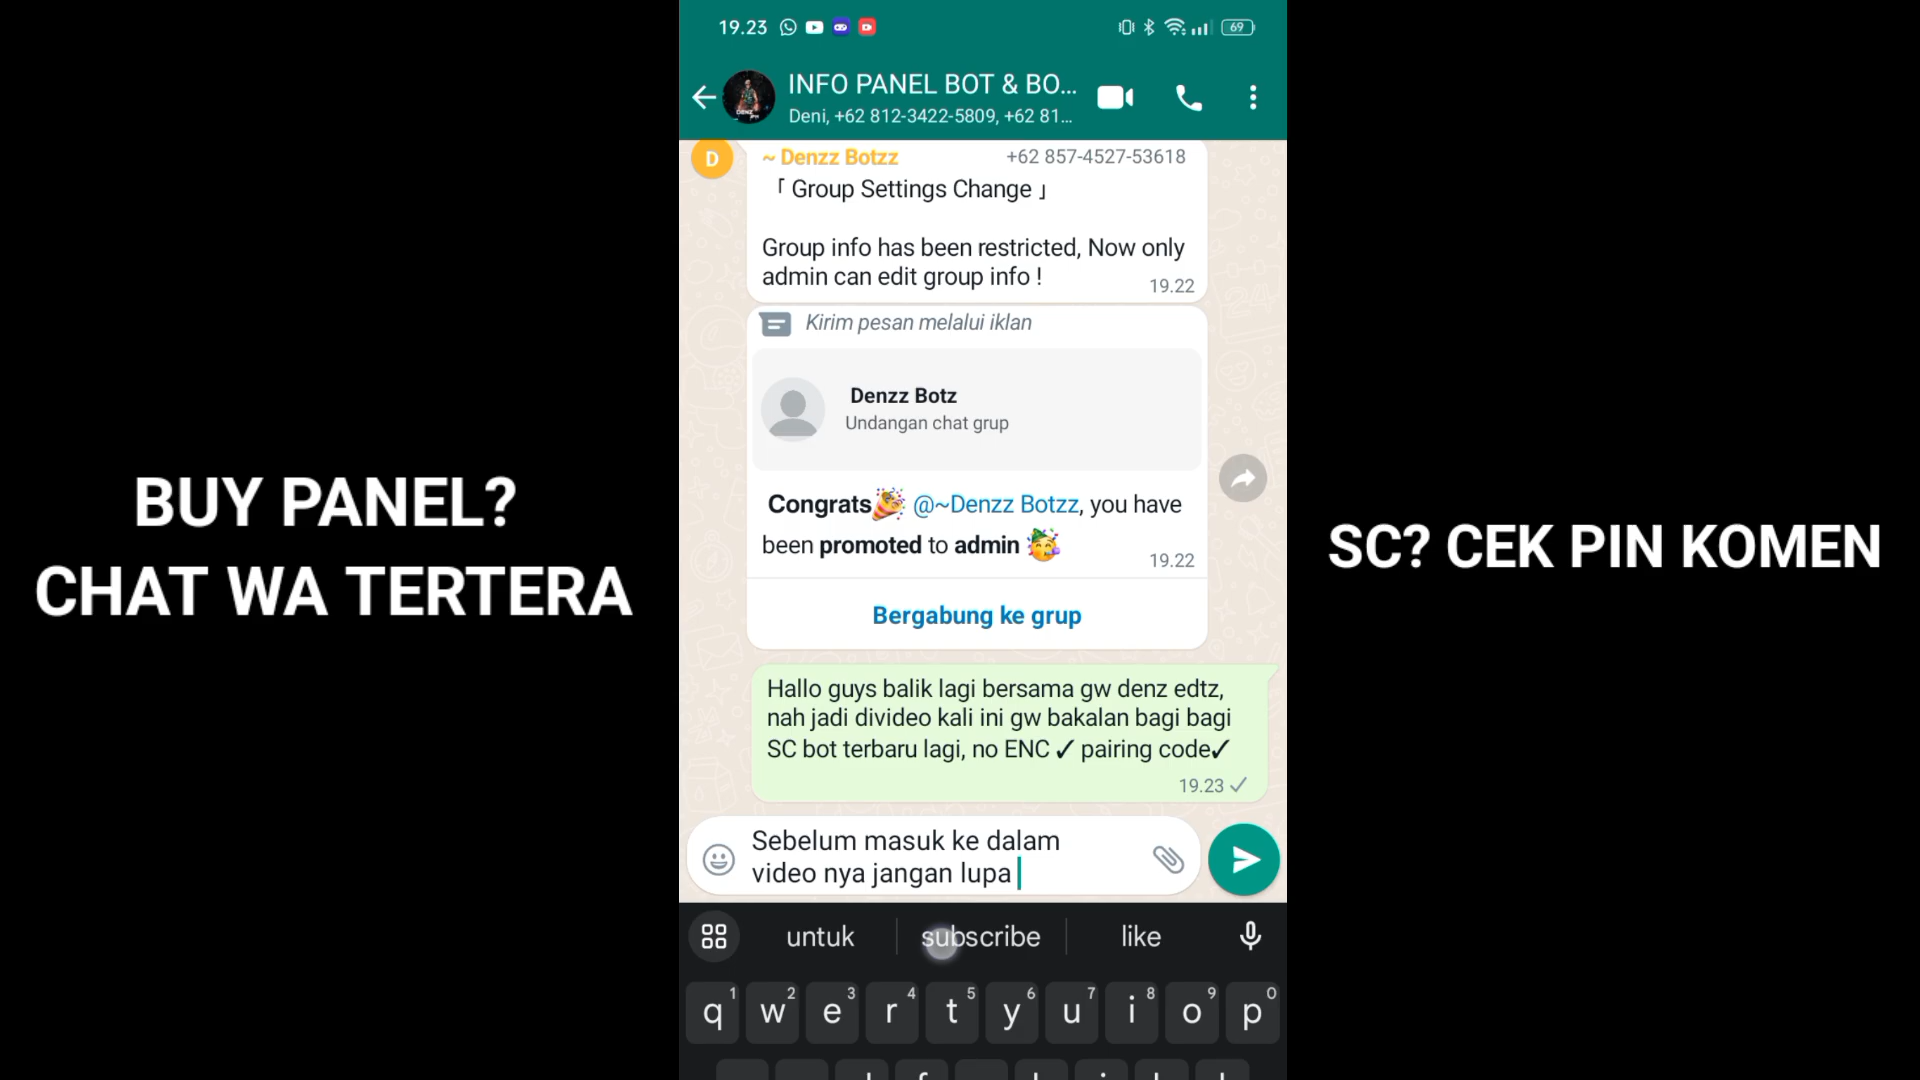 19.23
69
INFO PANEL BOT & BO...
Deni, +62 812-3422-5809, +62 81...
D
~ Denzz Botzz +62 857-4527-53618
「 Group Settings Change 」
Group info has been restricted, Now only
admin can edit group info !
19.22
Kirim pesan melalui iklan
Denzz Botz
Undangan chat grup
Congrats🎉 @~Denzz Botzz, you have
been promoted to admin 🥳
19.22
Bergabung ke grup
Hallo guys balik lagi bersama gw denz edtz,
nah jadi divideo kali ini gw bakalan bagi bagi
SC bot terbaru lagi, no ENC ✓ pairing code✓
19.23 ✓
Sebelum masuk ke dalam
video nya jangan lupa
untuk subscribe like
1 2 3 4 5 6 7 8 9 0
q w e r t y u i o p
BUY PANEL?
CHAT WA TERTERA
SC? CEK PIN KOMEN